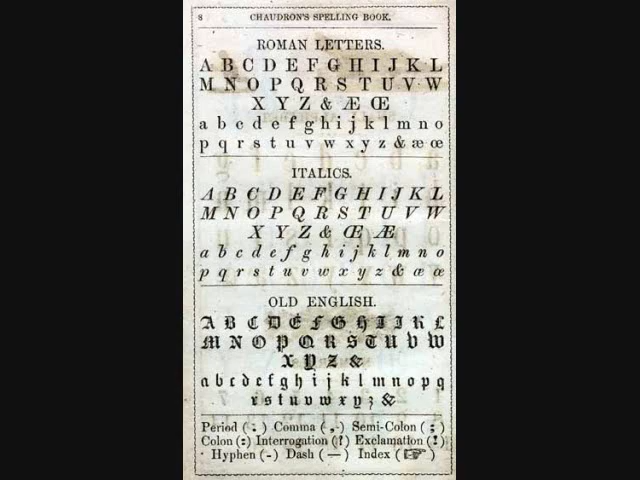 8 CHAUDRON'S SPELLING BOOK.
ROMAN LETTERS.
A B C D E F G H I J K L
M N O P Q R S T U V W
X Y Z & Æ Œ
a b c d e f g h i j k l m n o
p q r s t u v w x y z & æ œ
ITALICS.
A B C D E F G H I J K L
M N O P Q R S T U V W
X Y Z & Œ Æ
a b c d e f g h i j k l m n o
p q r s t u v w x y z & æ œ
OLD ENGLISH.
A B C D E F G H I J K L
M N O P Q R S T U V W
X Y Z &
a b c d e f g h i j k l m n o p q
r s t u v w x y z &
Period ( . ) Comma ( , ) Semi-Colon ( ; )
Colon ( : ) Interrogation ( ? ) Exclamation ( ! )
Hyphen ( - ) Dash ( — ) Index ( ☞ )